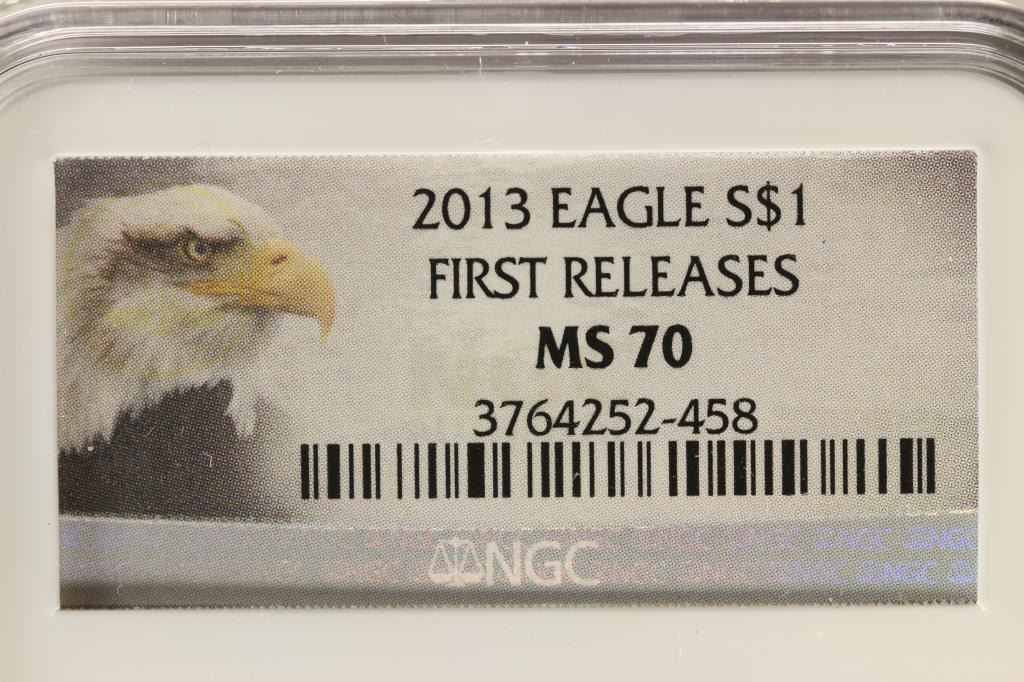 2013 EAGLE S$1
FIRST RELEASES
MS 70
3764252-458
NGC